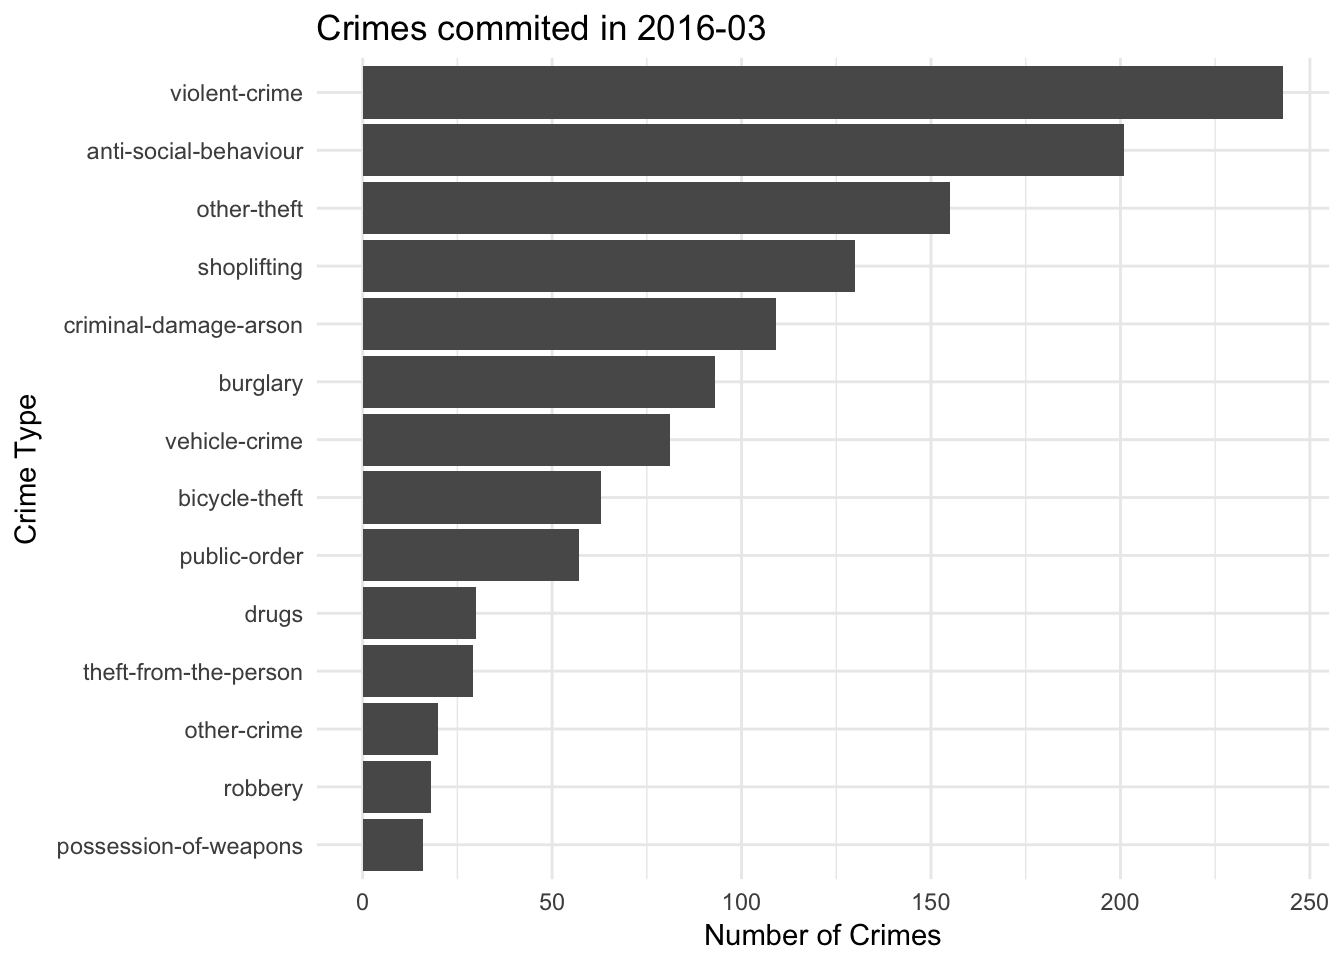 Crimes commited in 2016-03
violent-crime
anti-social-behaviour
other-theft
shoplifting
criminal-damage-arson
burglary
vehicle-crime
bicycle-theft
public-order
drugs
theft-from-the-person
other-crime
robbery
possession-of-weapons
Crime Type
0 50 100 150 200 250
Number of Crimes